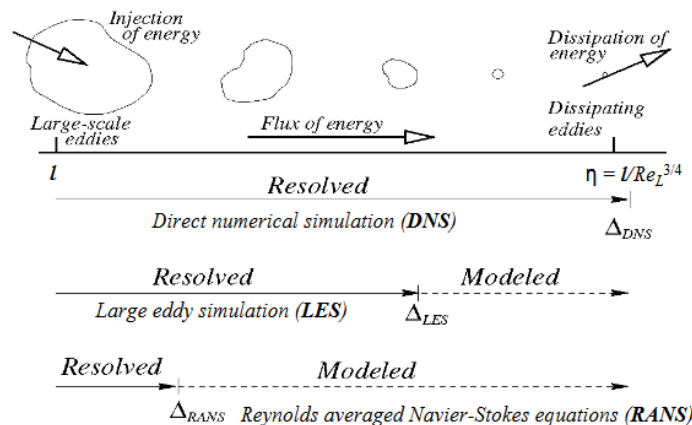 Injection
of energy
Dissipation of
energy
Large-scale
eddies
Flux of energy
Dissipating
eddies
l
η = l/Re_L^{3/4}
Resolved
Direct numerical simulation (DNS)
Δ_DNS
Resolved
Modeled
Large eddy simulation (LES)
Δ_LES
Resolved
Modeled
Δ_RANS
Reynolds averaged Navier-Stokes equations (RANS)